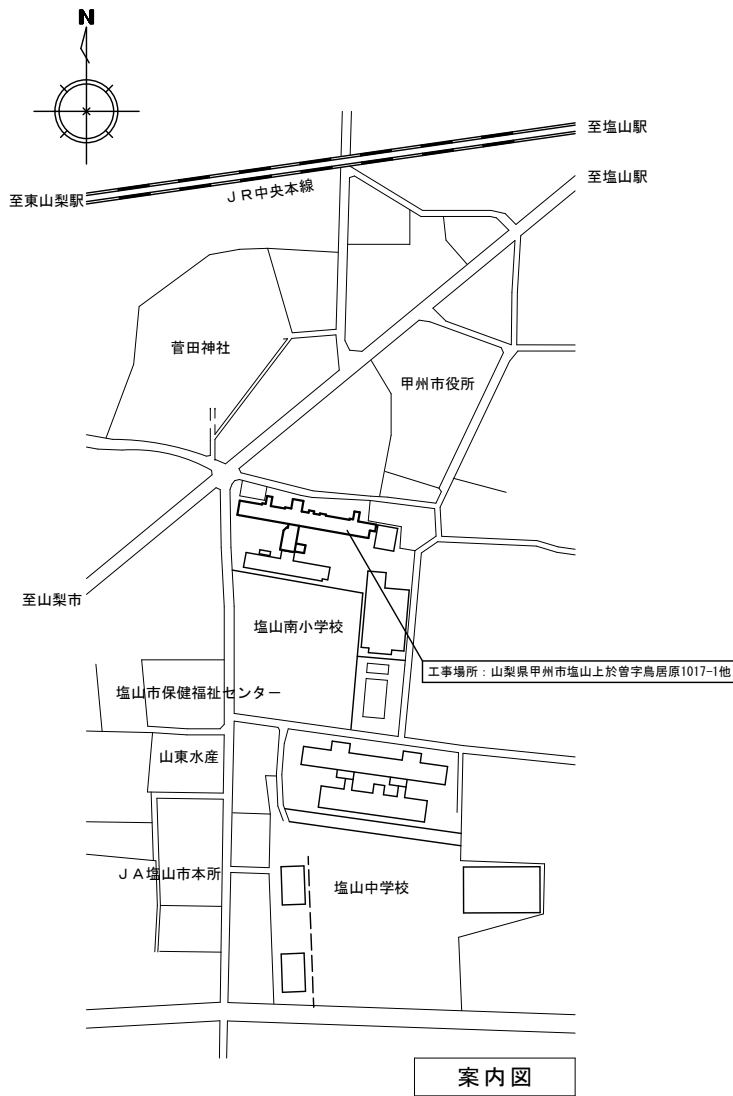 N
至塩山駅
至塩山駅
JR中央本線
至東山梨駅
菅田神社
甲州市役所
至山梨市
塩山南小学校
工事場所：山梨県甲州市塩山上於曽字鳥居原1017-1他
塩山市保健福祉センター
山東水産
JA塩山市本所
塩山中学校
案内図